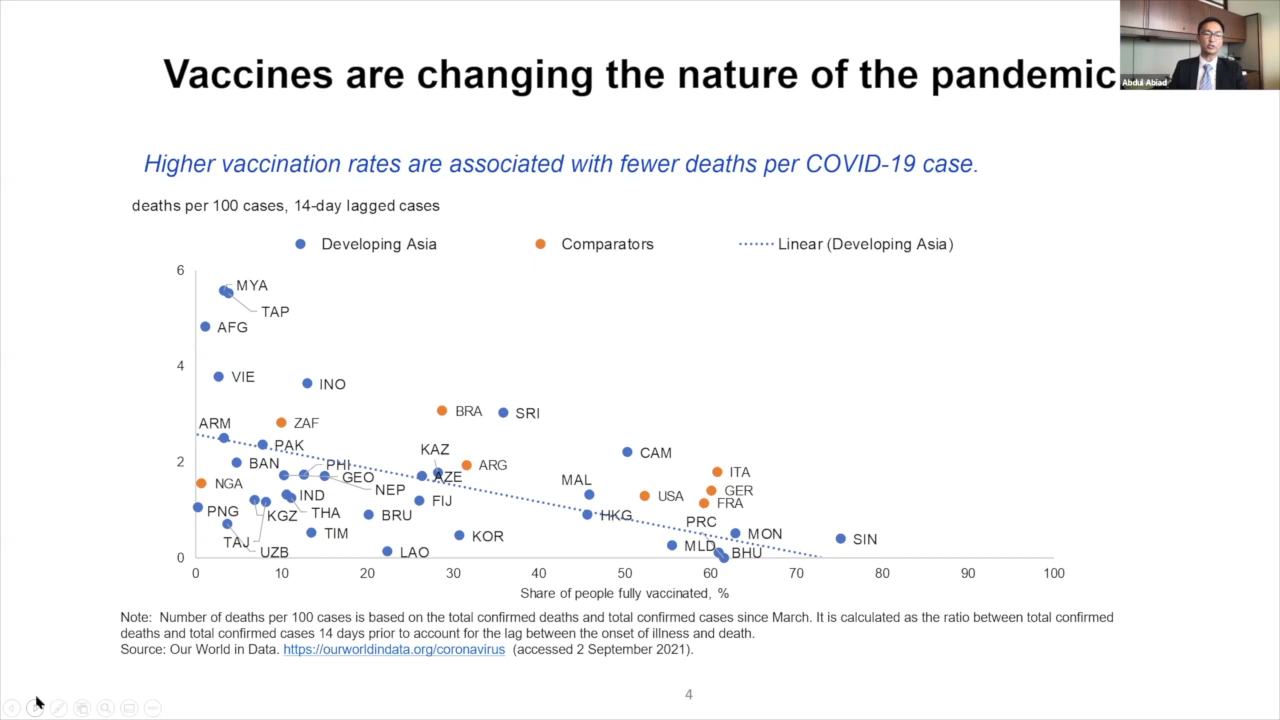 Vaccines are changing the nature of the pandemic
Abdul Abiad
Higher vaccination rates are associated with fewer deaths per COVID-19 case.
deaths per 100 cases, 14-day lagged cases
Developing Asia
Comparators
Linear (Developing Asia)
6
MYA
TAP
AFG
4
VIE
INO
BRA
SRI
ARM
ZAF
PAK
KAZ
CAM
2
BAN
PHI
GEO
NEP
AZE
ARG
MAL
ITA
NGA
IND
THA
FIJ
USA
GER
FRA
PNG
KGZ
BRU
HKG
PRC
TAJ
TIM
KOR
MON
SIN
UZB
LAO
MLD
BHU
0
0
10
20
30
40
50
60
70
80
90
100
Share of people fully vaccinated, %
Note: Number of deaths per 100 cases is based on the total confirmed deaths and total confirmed cases since March. It is calculated as the ratio between total confirmed
deaths and total confirmed cases 14 days prior to account for the lag between the onset of illness and death.
Source: Our World in Data. https://ourworldindata.org/coronavirus (accessed 2 September 2021).
4